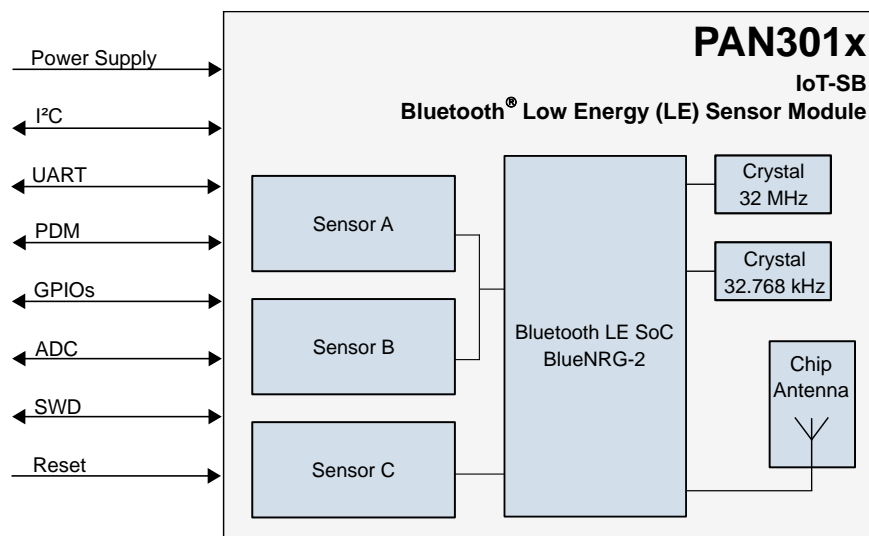 PAN301x
IoT-SB
Bluetooth® Low Energy (LE) Sensor Module
Power Supply
I²C
UART
PDM
GPIOs
ADC
SWD
Reset
Sensor A
Sensor B
Sensor C
Bluetooth LE SoC
BlueNRG-2
Crystal
32 MHz
Crystal
32.768 kHz
Chip
Antenna